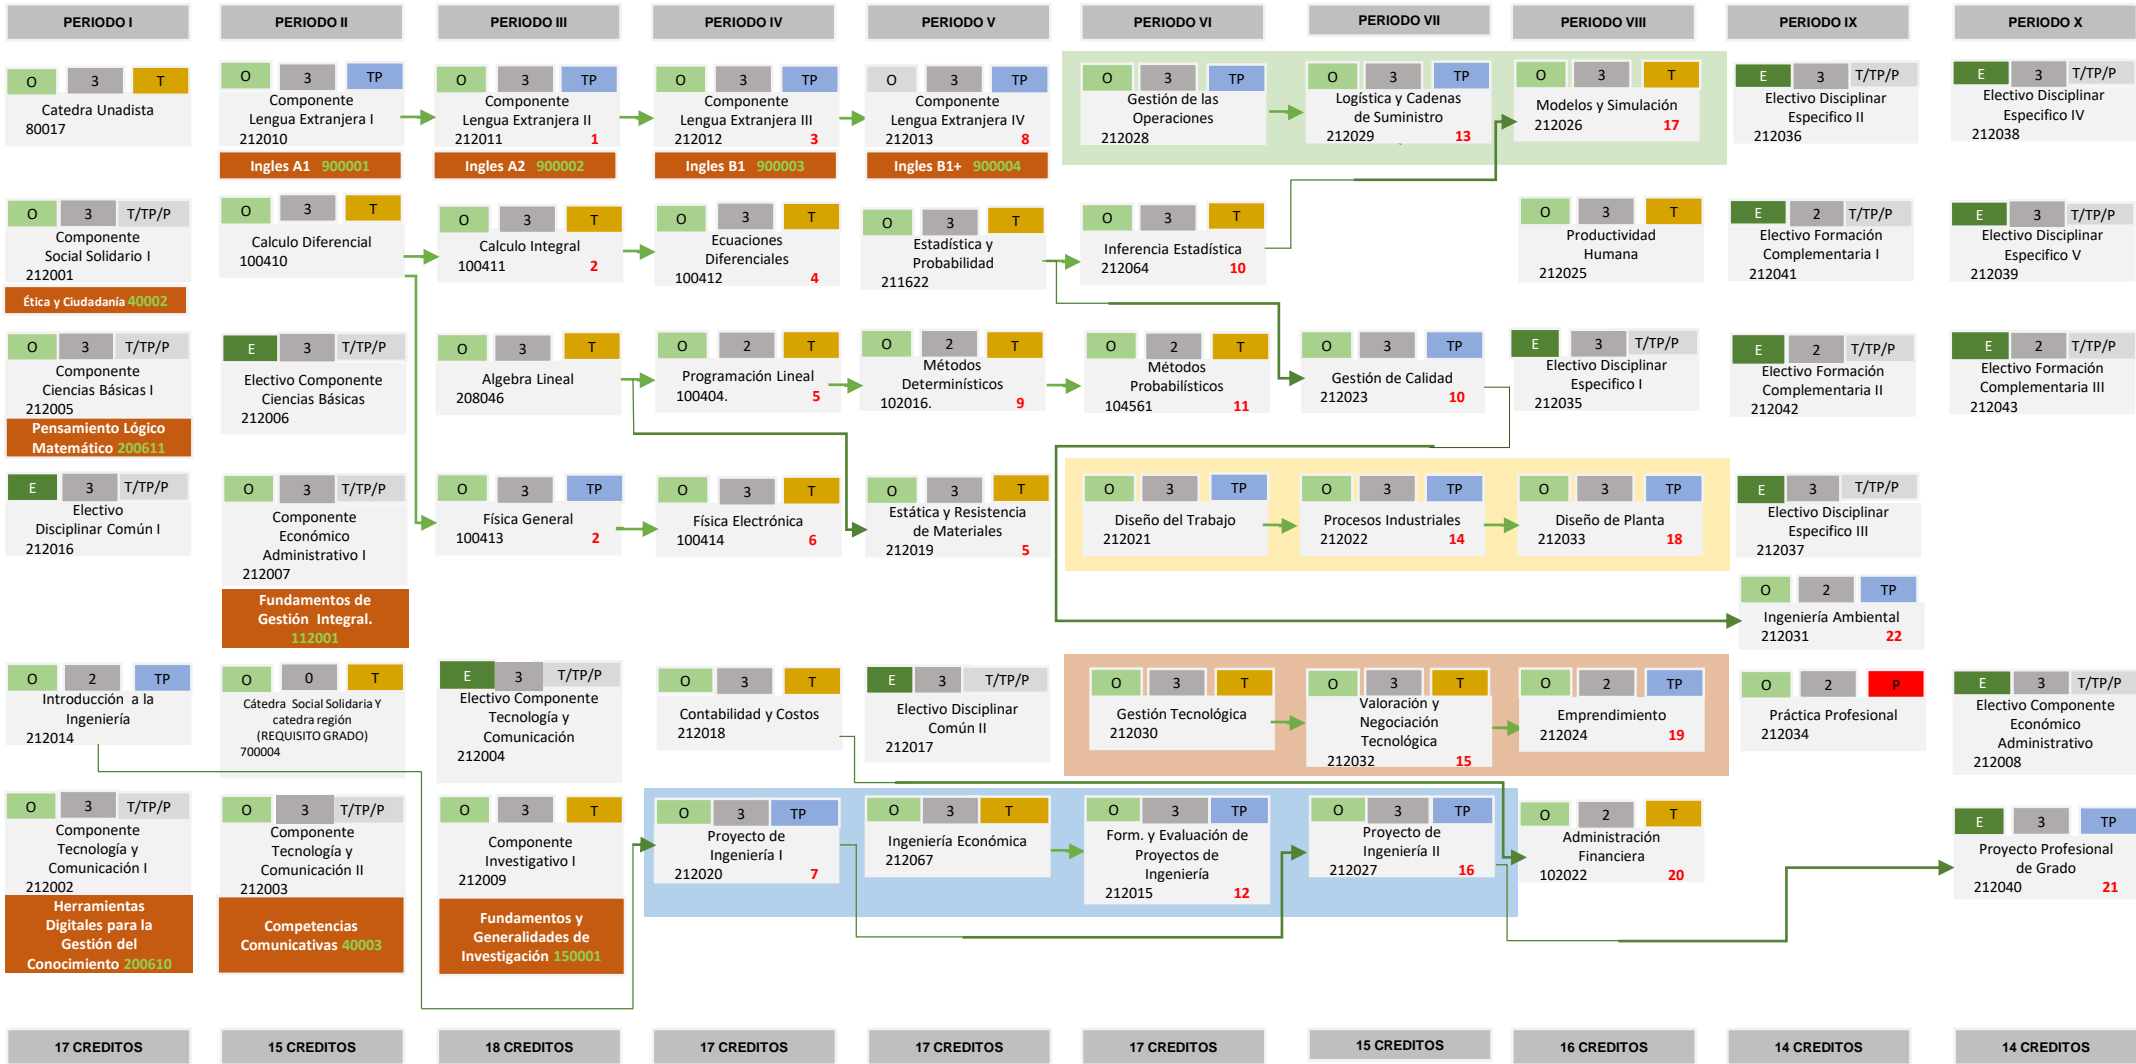 PERIODO I
PERIODO II
PERIODO III
PERIODO IV
PERIODO V
PERIODO VI
PERIODO VII
PERIODO VIII
PERIODO IX
PERIODO X
O 3 T
Catedra Unadista
80017
O 3 TP
Componente
Lengua Extranjera I
212010
Ingles A1 900001
O 3 TP
Componente
Lengua Extranjera II
212011 1
Ingles A2 900002
O 3 TP
Componente
Lengua Extranjera III
212012 3
Ingles B1 900003
O 3 TP
Componente
Lengua Extranjera IV
212013 8
Ingles B1+ 900004
O 3 TP
Gestión de las
Operaciones
212028
O 3 TP
Logística y Cadenas
de Suministro
212029 13
O 3 T
Modelos y Simulación
212026 17
E 3 T/TP/P
Electivo Disciplinar
Especifico II
212036
E 3 T/TP/P
Electivo Disciplinar
Especifico IV
212038
O 3 T/TP/P
Componente
Social Solidario I
212001
Ética y Ciudadanía 40002
O 3 T
Calculo Diferencial
100410
O 3 T
Calculo Integral
100411 2
O 3 T
Ecuaciones
Diferenciales
100412 4
O 3 T
Estadística y
Probabilidad
211622
O 3 T
Inferencia Estadística
212064 10
O 3 T
Productividad
Humana
212025
E 2 T/TP/P
Electivo Formación
Complementaria I
212041
E 3 T/TP/P
Electivo Disciplinar
Especifico V
212039
O 3 T/TP/P
Componente
Ciencias Básicas I
212005
Pensamiento Lógico
Matemático 200611
E 3 T/TP/P
Electivo Componente
Ciencias Básicas
212006
O 3 T
Algebra Lineal
208046
O 2 T
Programación Lineal
100404. 5
O 2 T
Métodos
Determinísticos
102016. 9
O 2 T
Métodos
Probabilísticos
104561 11
O 3 TP
Gestión de Calidad
212023 10
E 3 T/TP/P
Electivo Disciplinar
Especifico I
212035
E 2 T/TP/P
Electivo Formación
Complementaria II
212042
E 2 T/TP/P
Electivo Formación
Complementaria III
212043
E 3 T/TP/P
Electivo
Disciplinar Común I
212016
O 3 T/TP/P
Componente
Económico
Administrativo I
212007
Fundamentos de
Gestión Integral.
112001
O 3 TP
Física General
100413 2
O 3 T
Física Electrónica
100414 6
O 3 T
Estática y Resistencia
de Materiales
212019 5
O 3 TP
Diseño del Trabajo
212021
O 3 TP
Procesos Industriales
212022 14
O 3 TP
Diseño de Planta
212033 18
E 3 T/TP/P
Electivo Disciplinar
Especifico III
212037
O 2 TP
Ingeniería Ambiental
212031 22
O 2 TP
Introducción a la
Ingeniería
212014
O 0 T
Cátedra Social Solidaria Y
catedra región
(REQUISITO GRADO)
700004
E 3 T/TP/P
Electivo Componente
Tecnología y
Comunicación
212004
O 3 T
Contabilidad y Costos
212018
E 3 T/TP/P
Electivo Disciplinar
Común II
212017
O 3 T
Gestión Tecnológica
212030
O 3 T
Valoración y
Negociación
Tecnológica
212032 15
O 2 TP
Emprendimiento
212024 19
O 2 P
Práctica Profesional
212034
E 3 T/TP/P
Electivo Componente
Económico
Administrativo
212008
O 3 T/TP/P
Componente
Tecnología y
Comunicación I
212002
Herramientas
Digitales para la
Gestión del
Conocimiento 200610
O 3 T/TP/P
Componente
Tecnología y
Comunicación II
212003
Competencias
Comunicativas 40003
O 3 T
Componente
Investigativo I
212009
Fundamentos y
Generalidades de
Investigación 150001
O 3 TP
Proyecto de
Ingeniería I
212020 7
O 3 T
Ingeniería Económica
212067
O 3 TP
Form. y Evaluación de
Proyectos de
Ingeniería
212015 12
O 3 TP
Proyecto de
Ingeniería II
212027 16
O 2 T
Administración
Financiera
102022 20
E 3 TP
Proyecto Profesional
de Grado
212040 21
17 CREDITOS
15 CREDITOS
18 CREDITOS
17 CREDITOS
17 CREDITOS
17 CREDITOS
15 CREDITOS
16 CREDITOS
14 CREDITOS
14 CREDITOS